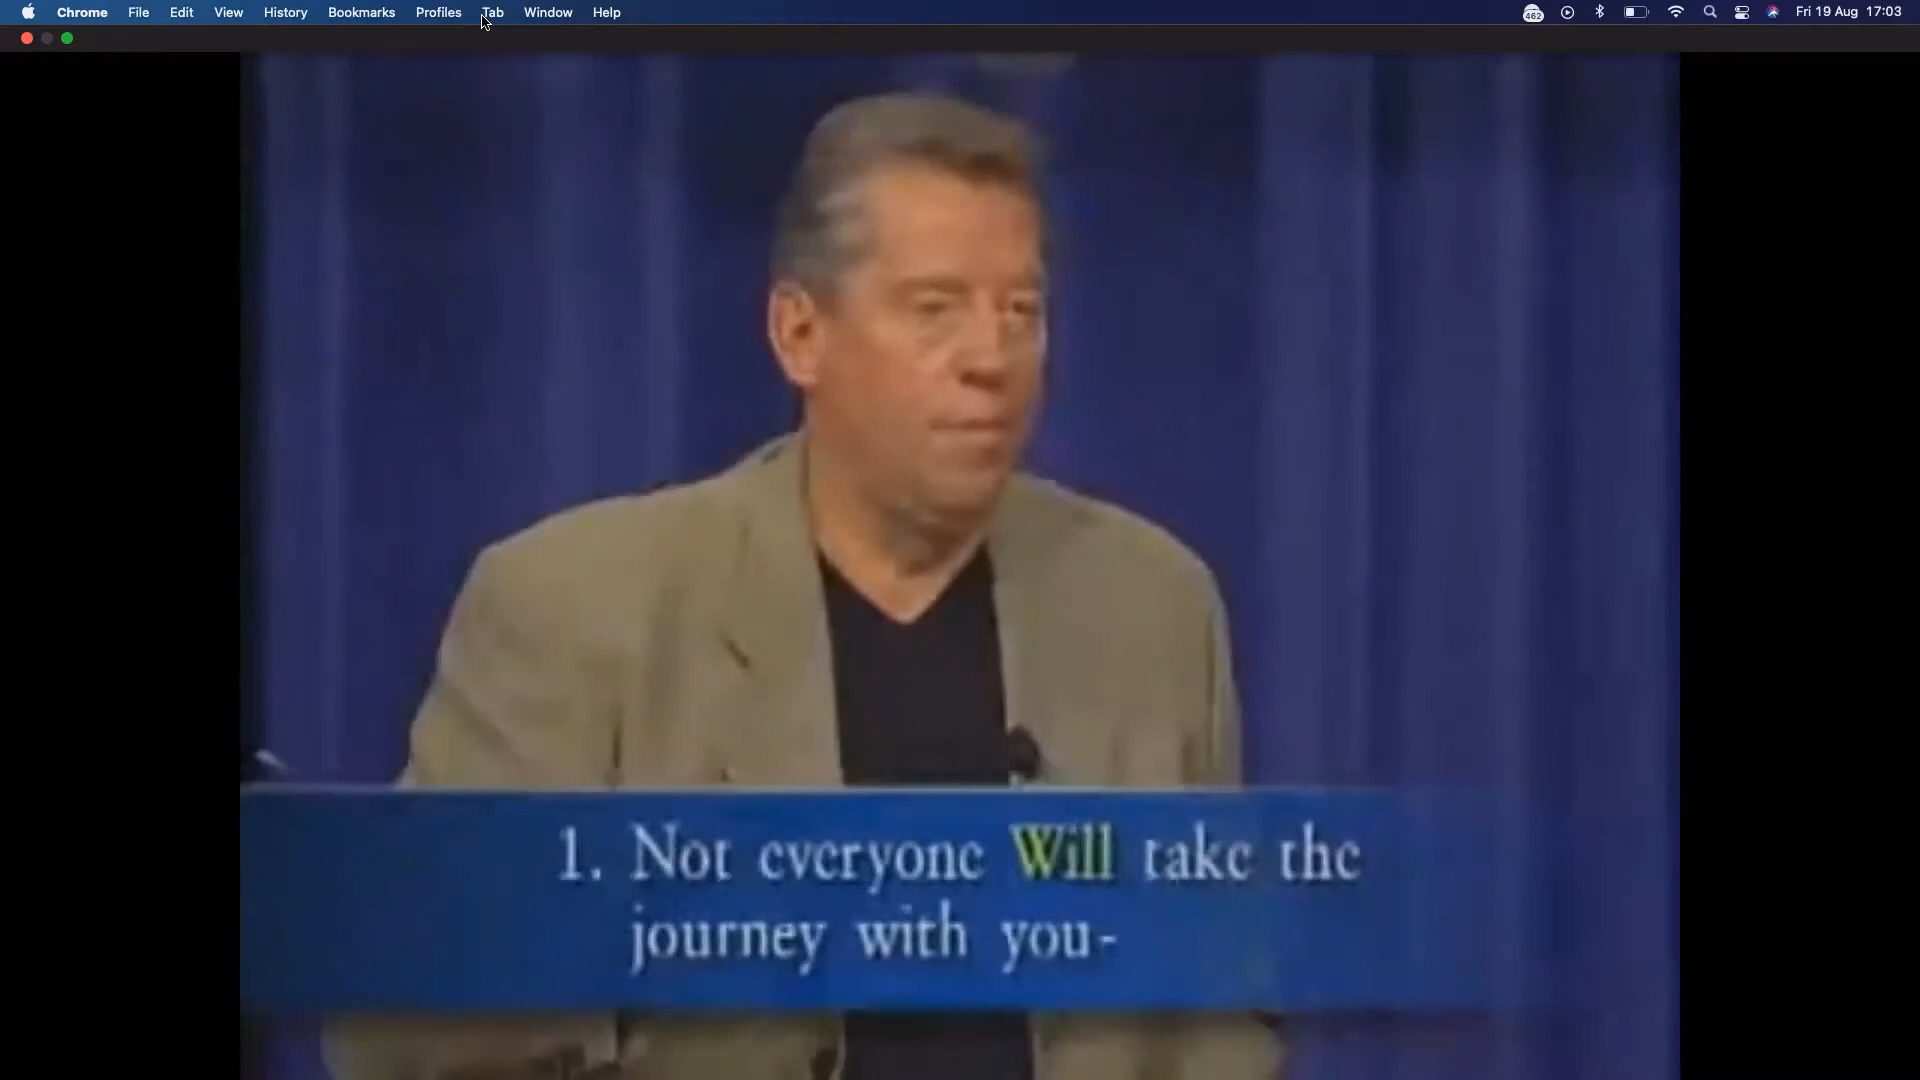 Chrome File Edit View History Bookmarks Profiles Tab Window Help 462 Fri 19 Aug 17:03
1. Not everyone Will take the
journey with you-